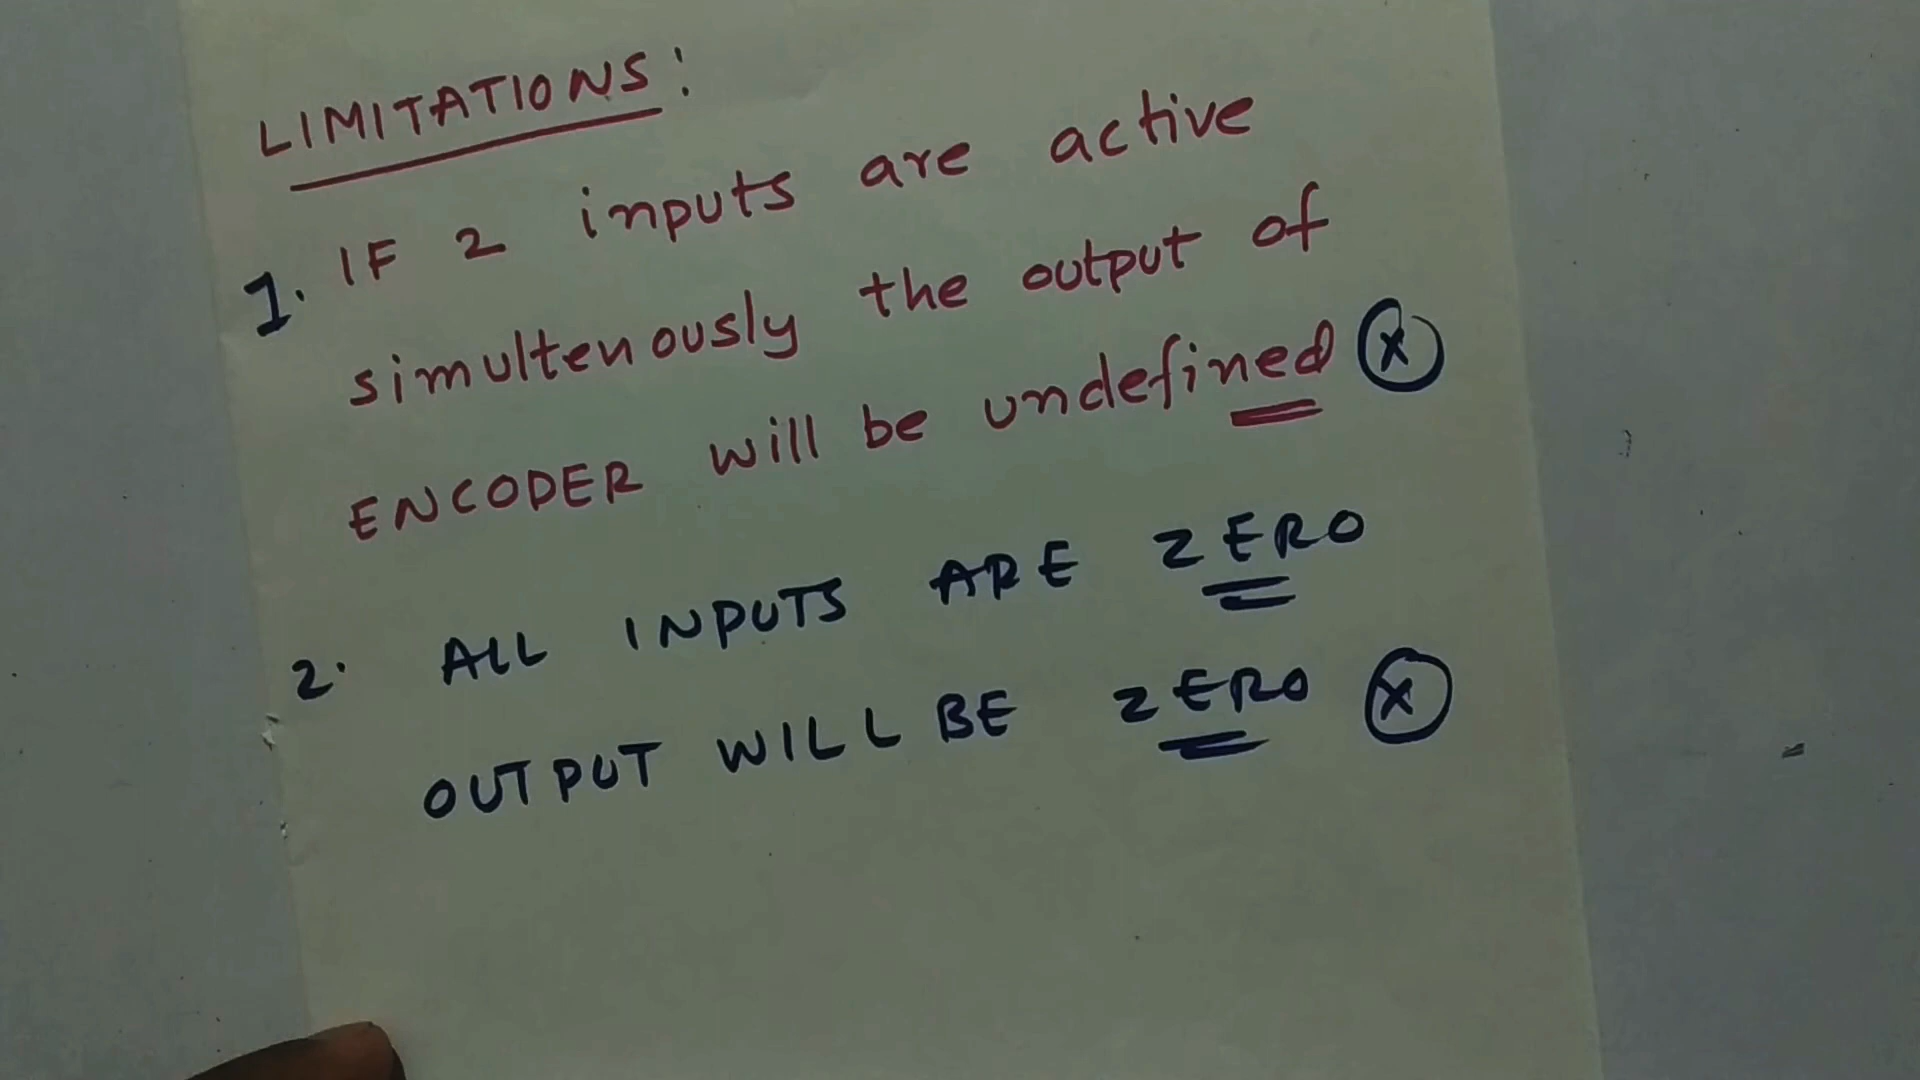 LIMITATIONS:
1. IF 2 inputs are active
simultenously the output of
ENCODER will be undefined ⓧ
2. ALL INPUTS ARE ZERO
OUTPUT WILL BE ZERO ⓧ